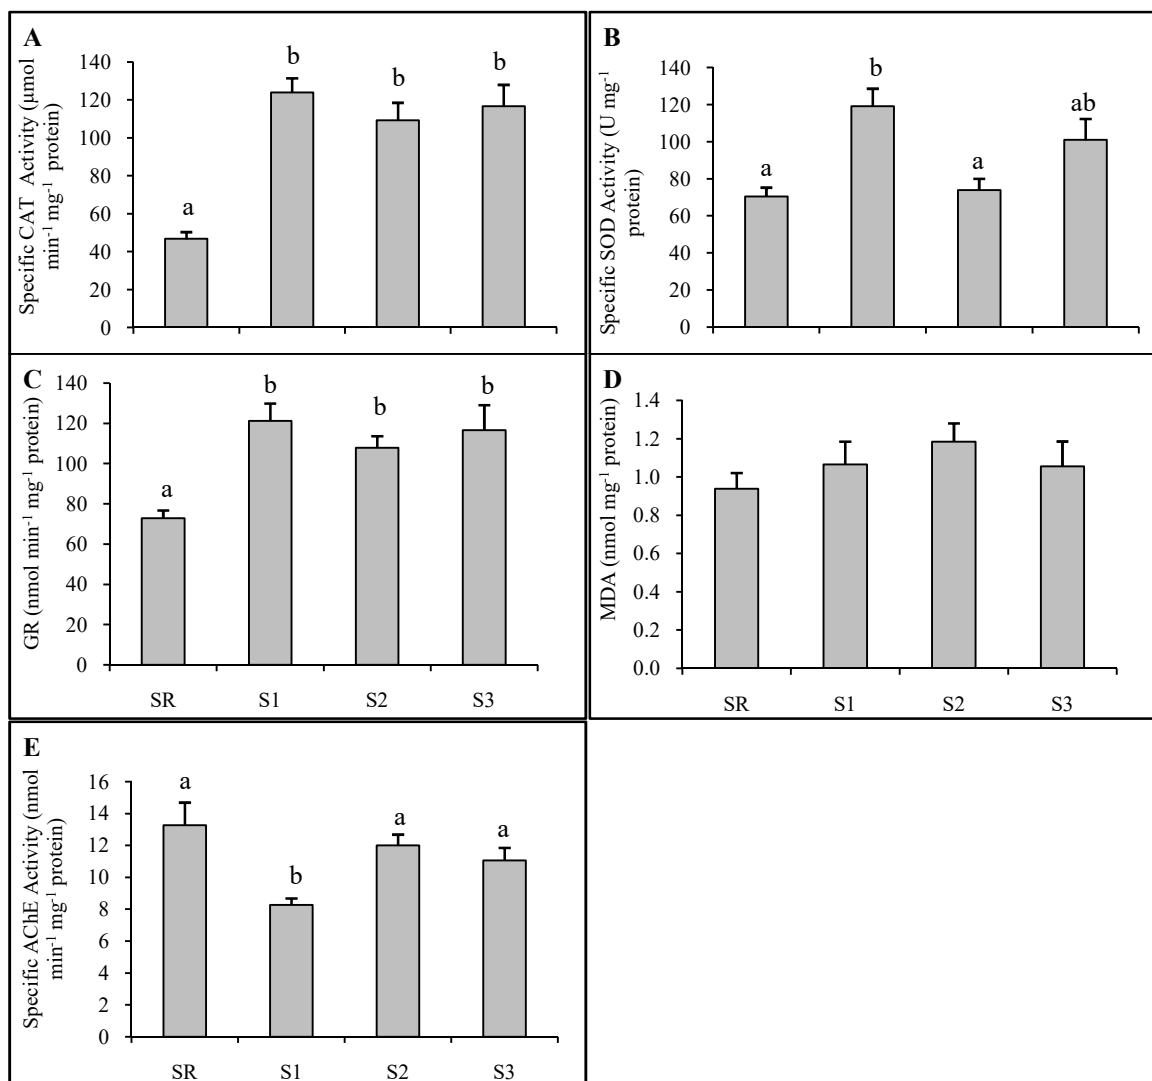 A
Specific CAT Activity (μmol
min-1 mg-1 protein)
140
120
100
80
60
40
20
0
a
b
b
b
B
Specific SOD Activity (U mg-1
protein)
140
120
100
80
60
40
20
0
a
b
a
ab
C
GR (nmol min-1 mg-1 protein)
140
120
100
80
60
40
20
0
a
b
b
b
SR S1 S2 S3
D
MDA (nmol mg-1 protein)
1.4
1.2
1.0
0.8
0.6
0.4
0.2
0.0
SR S1 S2 S3
E
Specific AChE Activity (nmol
min-1 mg-1 protein)
16
14
12
10
8
6
4
2
0
a
b
a
a
SR S1 S2 S3